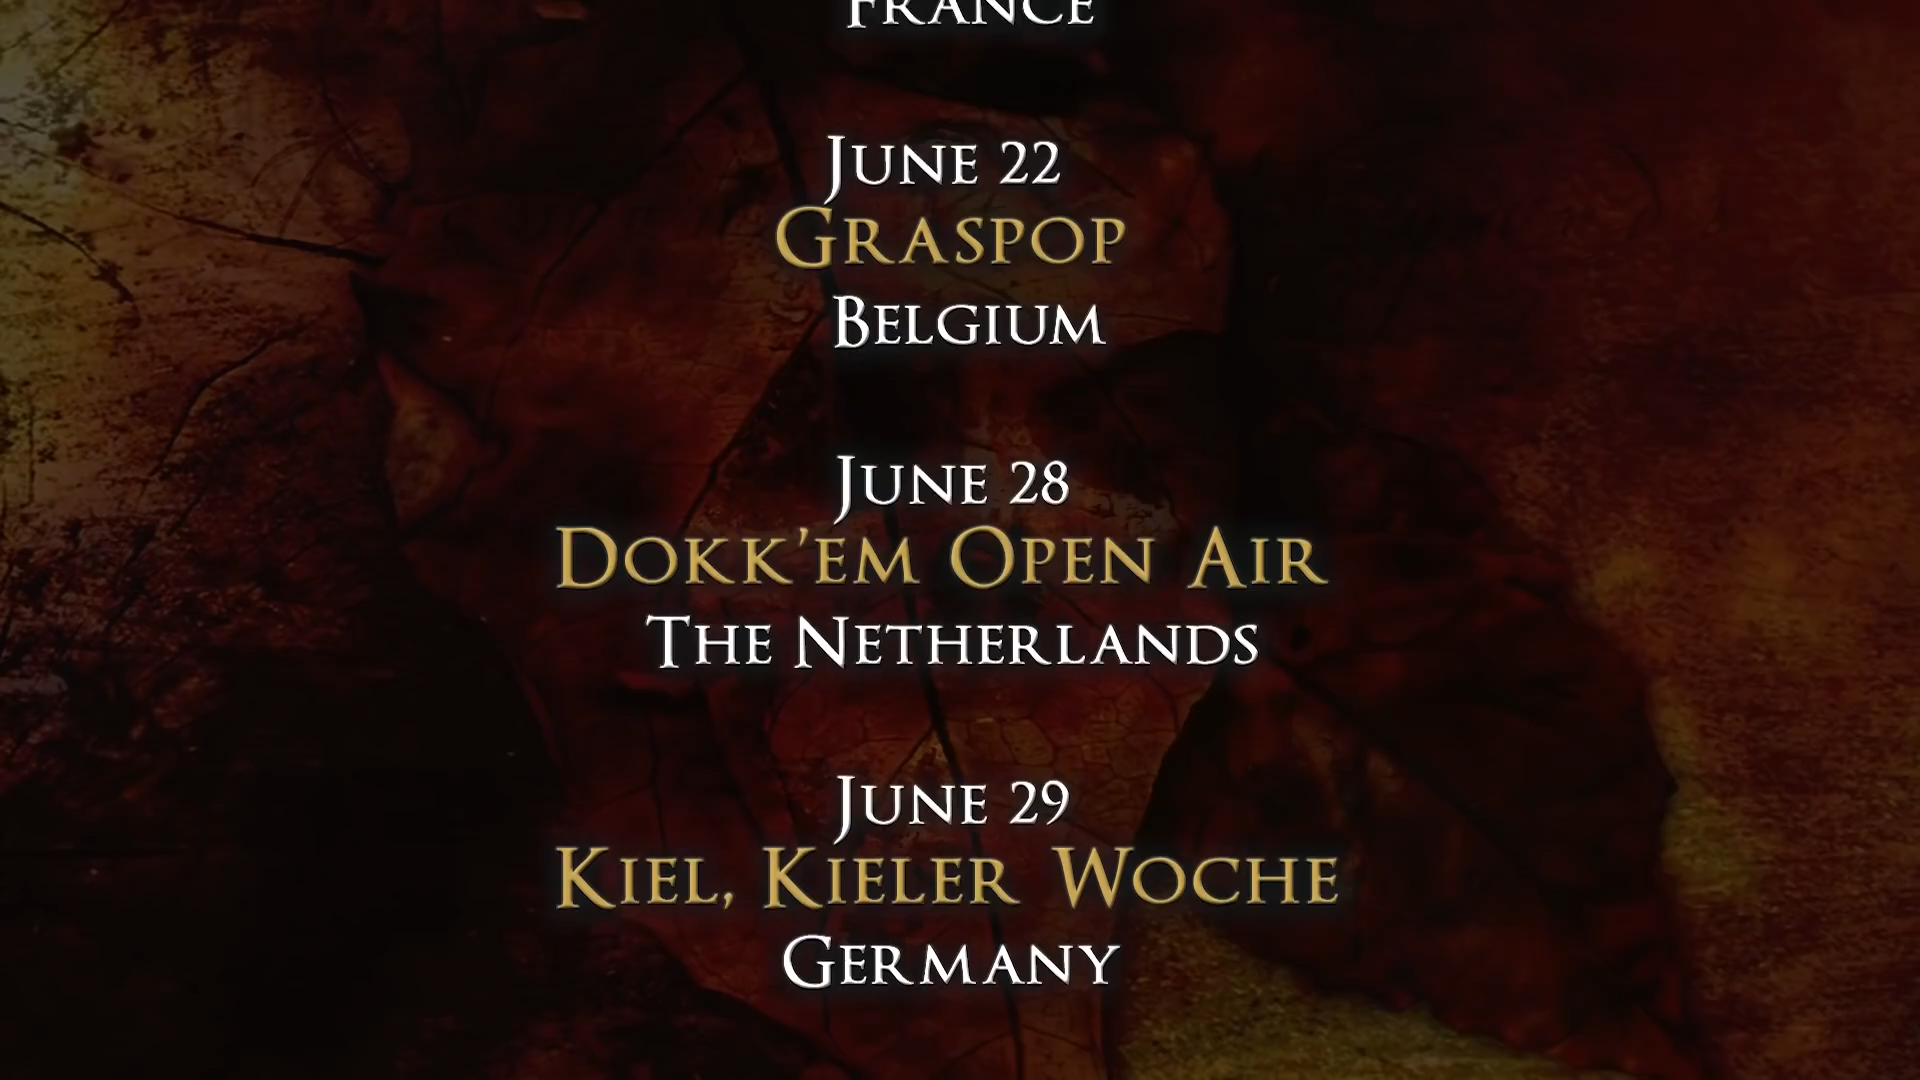 France
June 22
Graspop
Belgium
June 28
Dokk'em Open Air
The Netherlands
June 29
Kiel, Kieler Woche
Germany